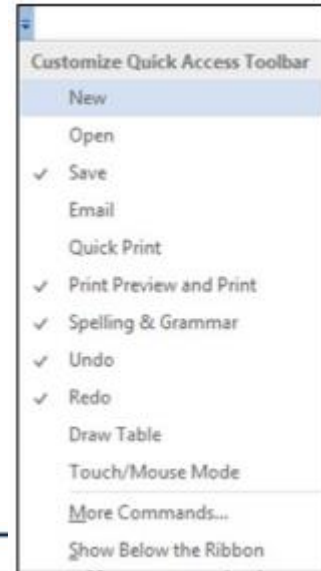 Customize Quick Access Toolbar
New
Open
✓ Save
Email
Quick Print
✓ Print Preview and Print
✓ Spelling & Grammar
✓ Undo
✓ Redo
Draw Table
Touch/Mouse Mode
More Commands...
Show Below the Ribbon